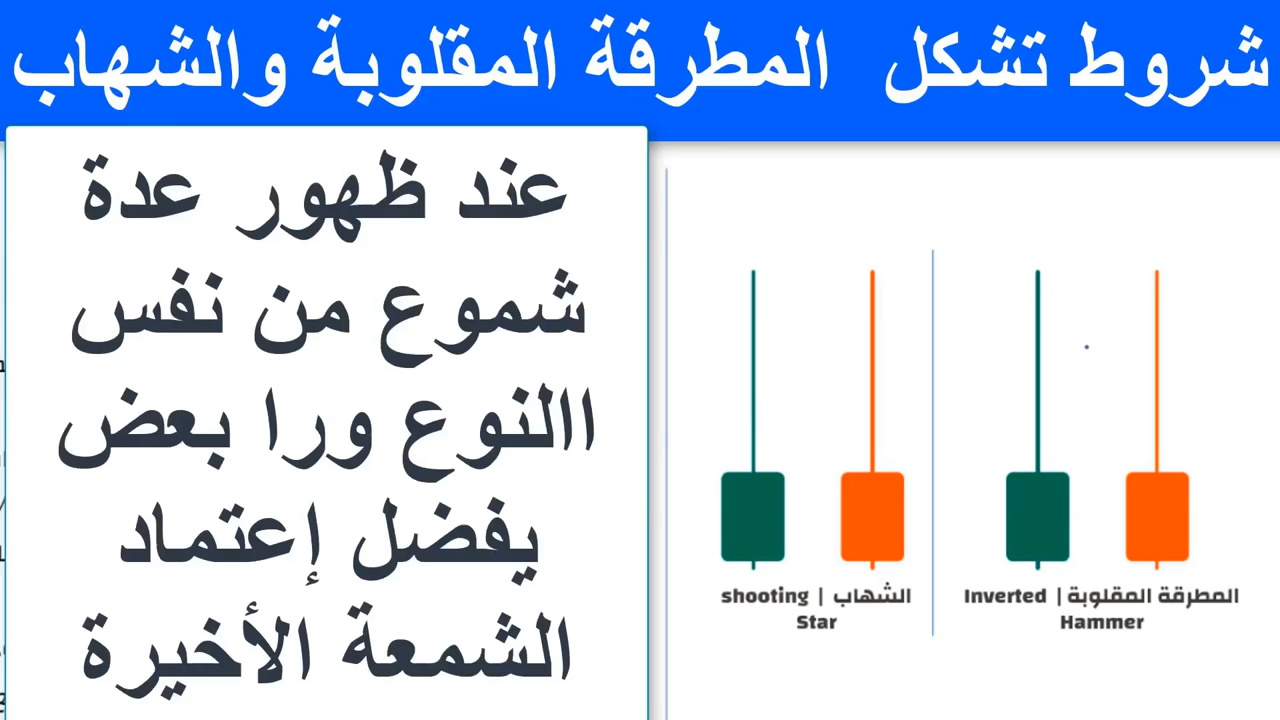 شروط تشكل المطرقة المقلوبة والشهاب
عند ظهور عدة
شموع من نفس
االنوع ورا بعض
يفضل إعتماد
الشمعة الأخيرة
shooting | الشهاب
Star
Inverted | المطرقة المقلوبة
Hammer